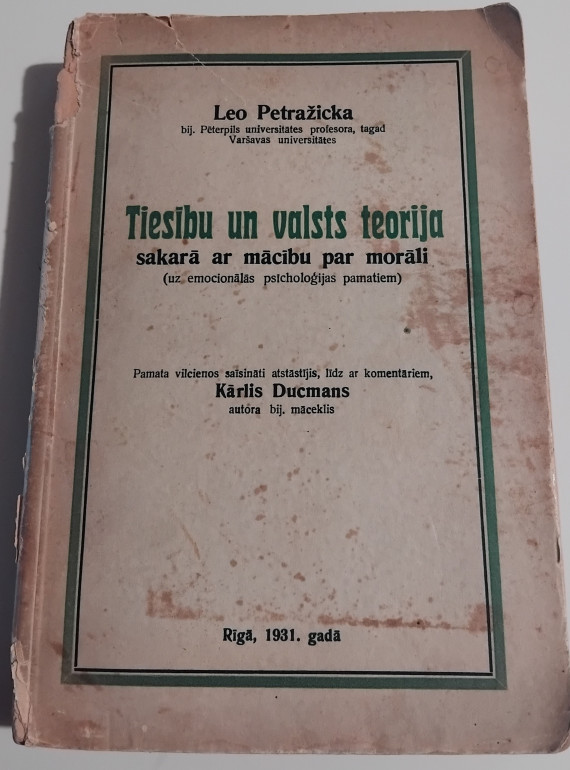 Leo Petražicka
bij. Pēterpils universitātes profesora, tagad
Varšavas universitātes
Tiesību un valsts teorija
sakarā ar mācību par morāli
(uz emocionālās psicholoģijas pamatiem)
Pamata vilcienos saīsināti atstāstījis, līdz ar komentāriem,
Kārlis Ducmans
autora bij. māceklis
Rīgā, 1931. gadā